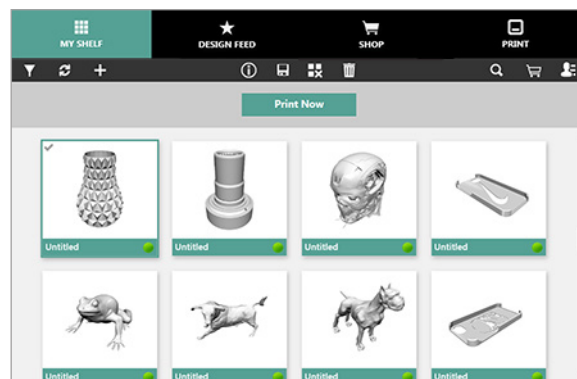 MY SHELF
DESIGN FEED
SHOP
PRINT
Print Now
Untitled
Untitled
Untitled
Untitled
Untitled
Untitled
Untitled
Untitled